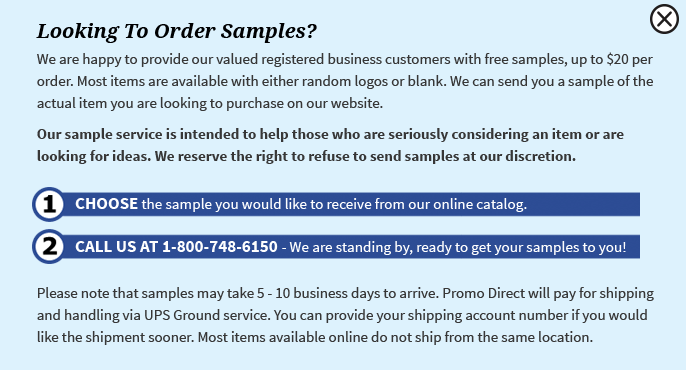 Looking To Order Samples?
We are happy to provide our valued registered business customers with free samples, up to $20 per
order. Most items are available with either random logos or blank. We can send you a sample of the
actual item you are looking to purchase on our website.
Our sample service is intended to help those who are seriously considering an item or are
looking for ideas. We reserve the right to refuse to send samples at our discretion.
1 CHOOSE the sample you would like to receive from our online catalog.
2 CALL US AT 1-800-748-6150 - We are standing by, ready to get your samples to you!
Please note that samples may take 5 - 10 business days to arrive. Promo Direct will pay for shipping
and handling via UPS Ground service. You can provide your shipping account number if you would
like the shipment sooner. Most items available online do not ship from the same location.